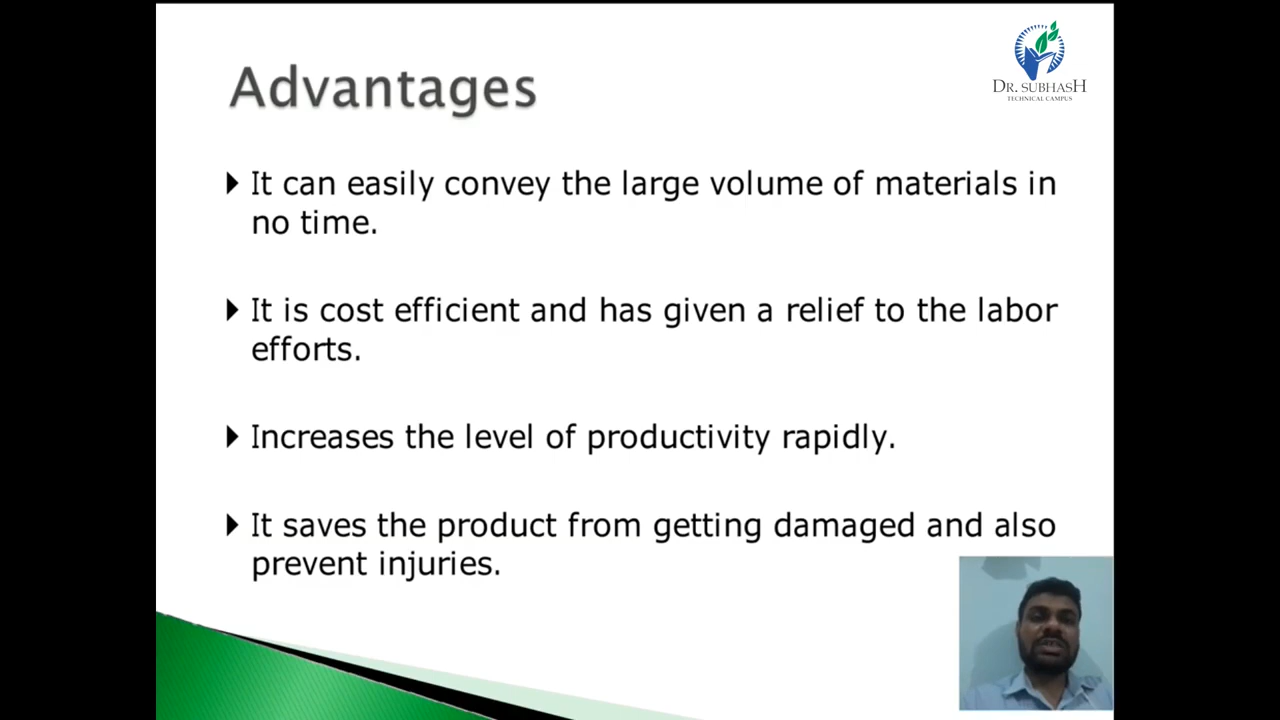 DR. SUBHASH
TECHNICAL CAMPUS
Advantages
It can easily convey the large volume of materials in
no time.
It is cost efficient and has given a relief to the labor
efforts.
Increases the level of productivity rapidly.
It saves the product from getting damaged and also
prevent injuries.